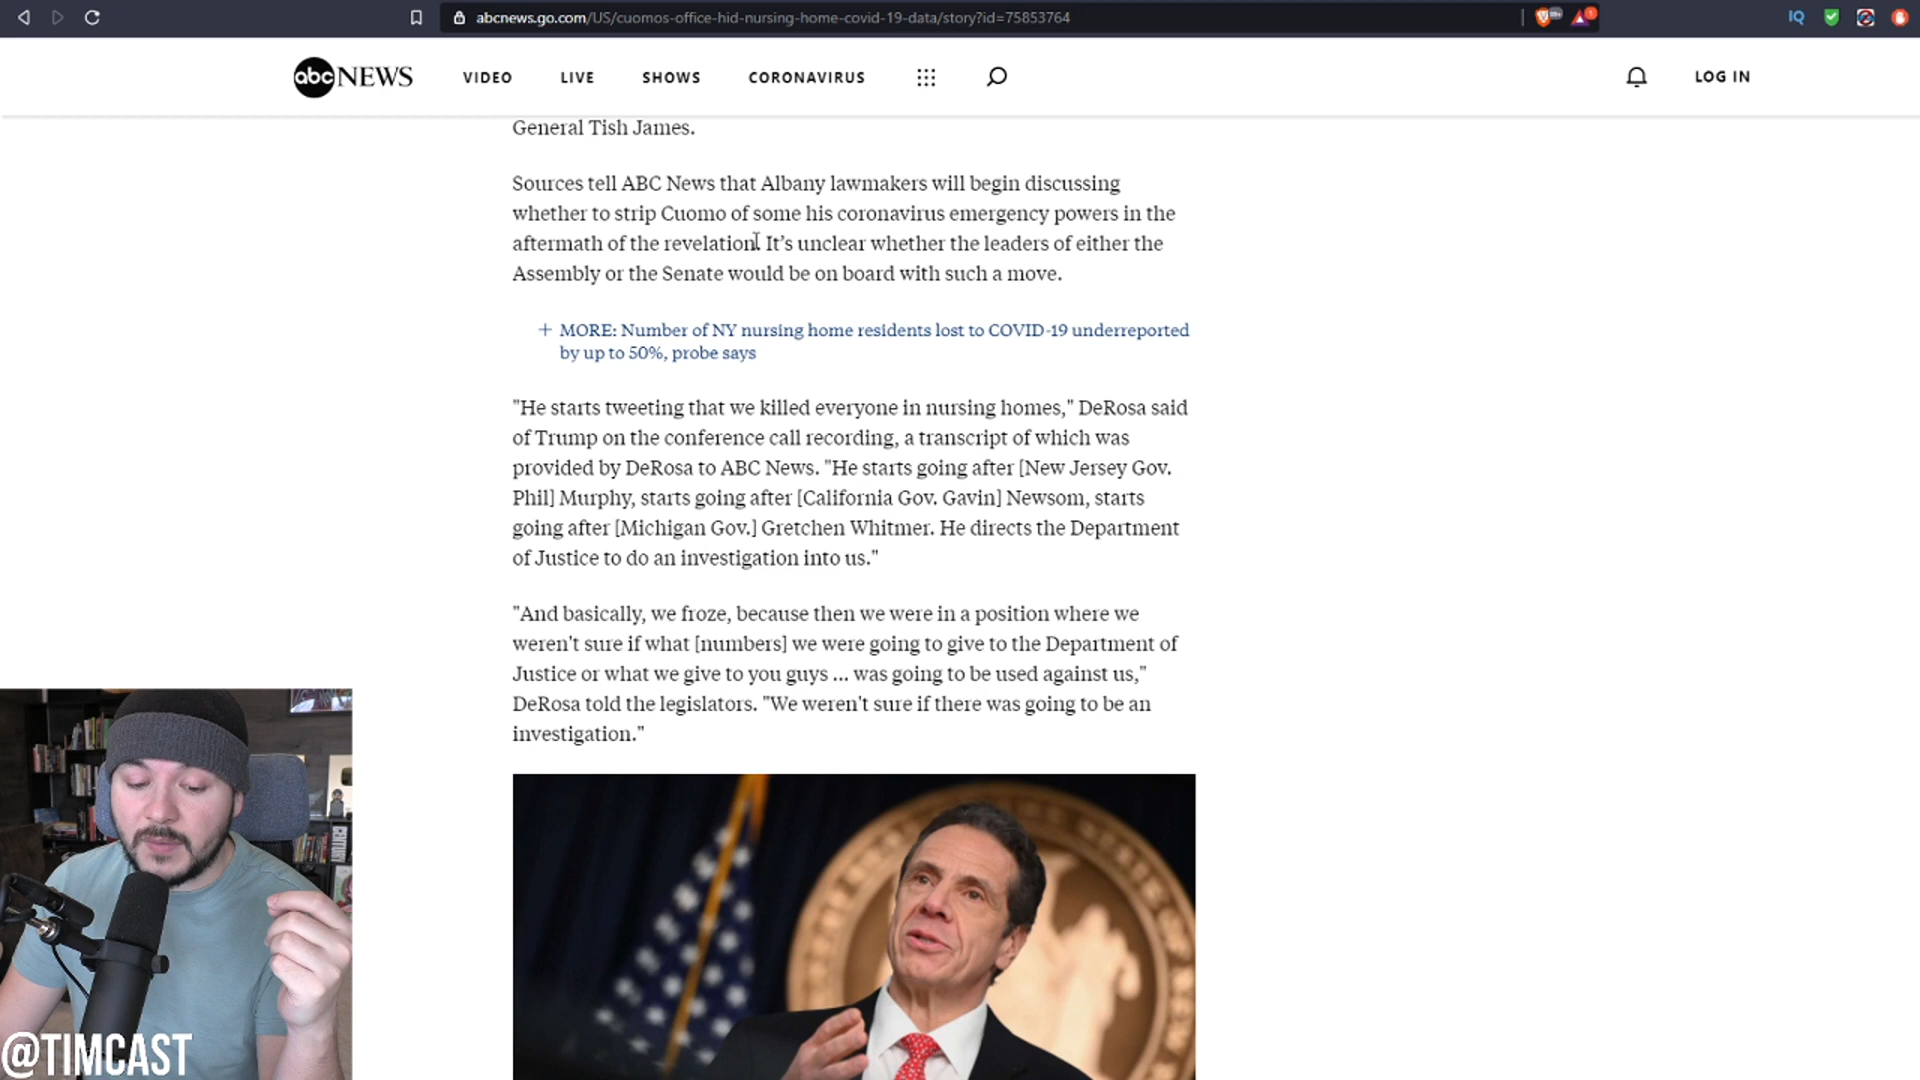 abcnews.go.com/US/cuomos-office-hid-nursing-home-covid-19-data/story?id=75853764
IQ
abc NEWS
VIDEO
LIVE
SHOWS
CORONAVIRUS
LOG IN
General Tish James.
Sources tell ABC News that Albany lawmakers will begin discussing
whether to strip Cuomo of some his coronavirus emergency powers in the
aftermath of the revelation. It's unclear whether the leaders of either the
Assembly or the Senate would be on board with such a move.
+ MORE: Number of NY nursing home residents lost to COVID-19 underreported
by up to 50%, probe says
"He starts tweeting that we killed everyone in nursing homes," DeRosa said
of Trump on the conference call recording, a transcript of which was
provided by DeRosa to ABC News. "He starts going after [New Jersey Gov.
Phil] Murphy, starts going after [California Gov. Gavin] Newsom, starts
going after [Michigan Gov.] Gretchen Whitmer. He directs the Department
of Justice to do an investigation into us."
"And basically, we froze, because then we were in a position where we
weren't sure if what [numbers] we were going to give to the Department of
Justice or what we give to you guys ... was going to be used against us,"
DeRosa told the legislators. "We weren't sure if there was going to be an
investigation."
@TIMCAST